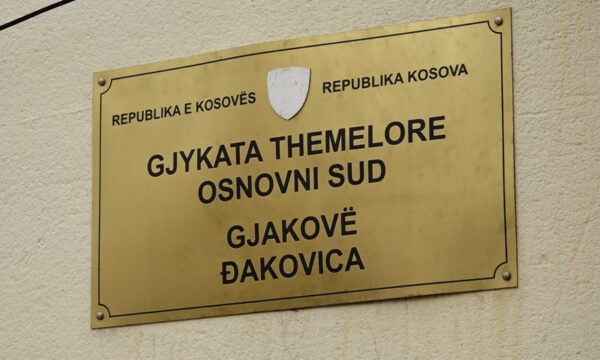 REPUBLIKA E KOSOVËS
REPUBLIKA KOSOVA
GJYKATA THEMELORE
OSNOVNI SUD
GJAKOVË
ĐAKOVICA